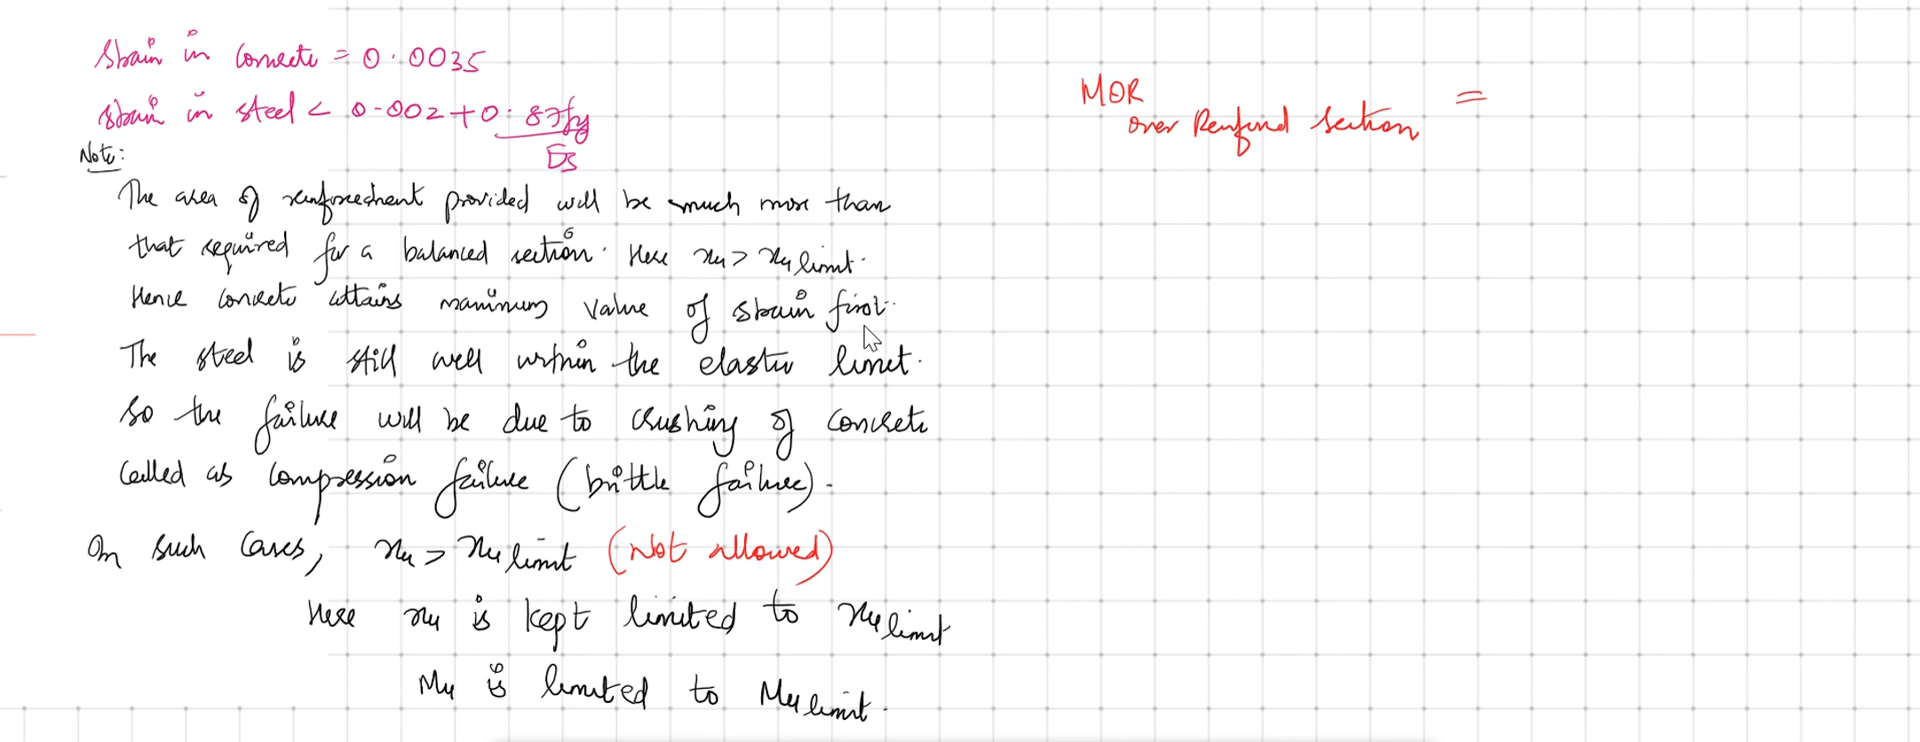 Strain in concrete = 0.0035
Strain in steel < 0.002 + 0.87fy / Es
Note:
The area of reinforcement provided will be much more than
that required for a balanced section. Here xu > xu limit.
Hence concrete attains maximum value of strain first.
The steel is still well within the elastic limit.
So the failure will be due to crushing of concrete
Called as compression failure (brittle failure).
In such cases, xu > xu limit (Not allowed)
Here xu is kept limited to xu limit
Mu is limited to Mu limit.
MOR over Renfund section =